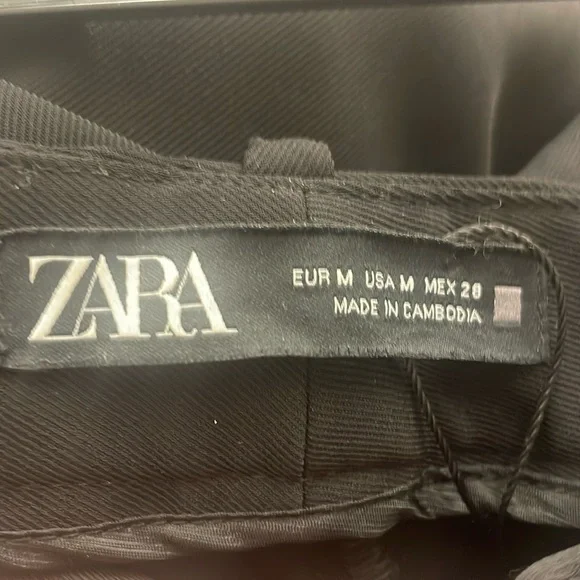 ZARA
EUR M USA M MEX 28
MADE IN CAMBODIA